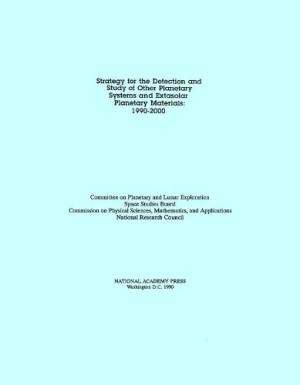 Strategy for the Detection and
Study of Other Planetary
Systems and Extasolar
Planetary Materials:
1990-2000
Committee on Planetary and Lunar Exploration
Space Studies Board
Commission on Physical Sciences, Mathematics, and Applications
National Research Council
NATIONAL ACADEMY PRESS
Washington D.C. 1990